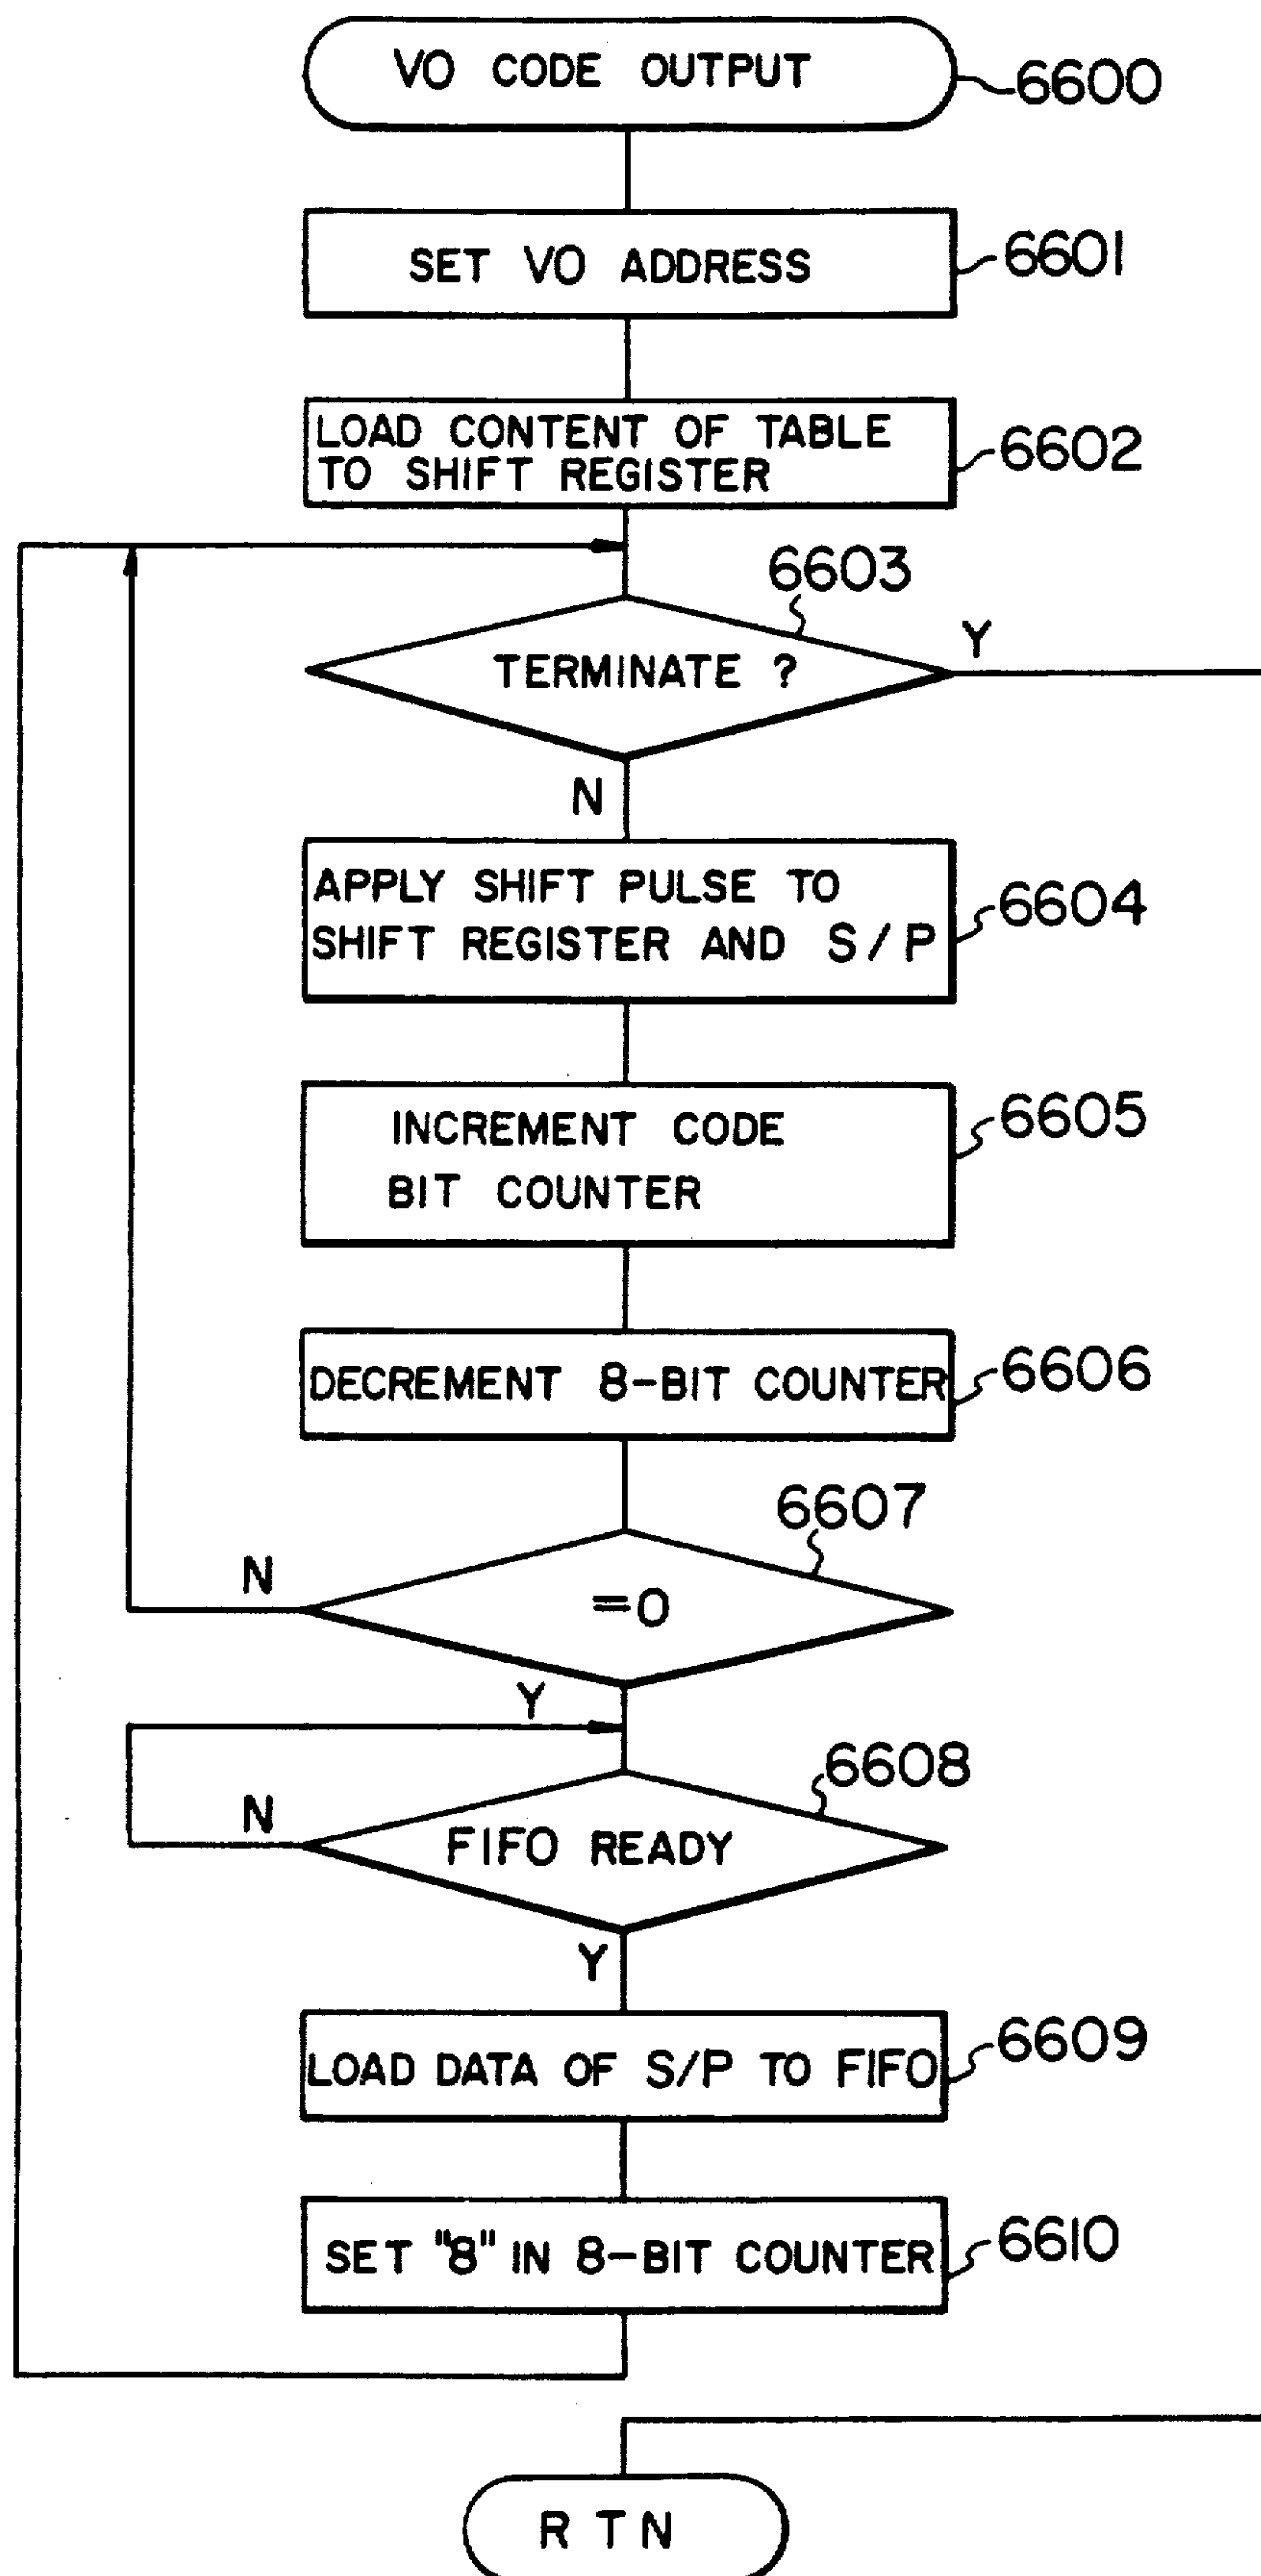 VO CODE OUTPUT
6600
SET VO ADDRESS
6601
LOAD CONTENT OF TABLE
TO SHIFT REGISTER
6602
6603
TERMINATE ?
Y
N
APPLY SHIFT PULSE TO
SHIFT REGISTER AND S/P
6604
INCREMENT CODE
BIT COUNTER
6605
DECREMENT 8-BIT COUNTER
6606
6607
N
=0
Y
6608
N
FIFO READY
Y
LOAD DATA OF S/P TO FIFO
6609
SET "8" IN 8-BIT COUNTER
6610
RTN